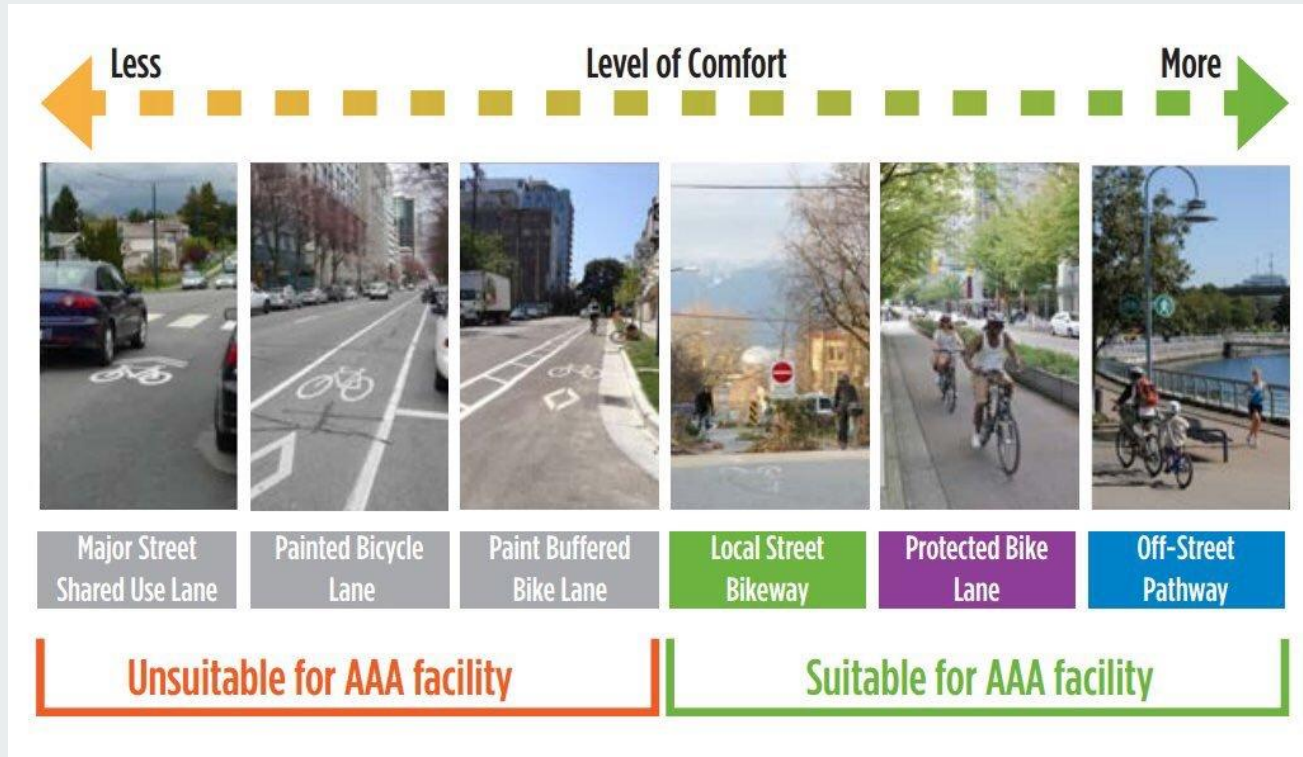 Less
Level of Comfort
More
Major Street
Shared Use Lane
Painted Bicycle
Lane
Paint Buffered
Bike Lane
Local Street
Bikeway
Protected Bike
Lane
Off-Street
Pathway
Unsuitable for AAA facility
Suitable for AAA facility